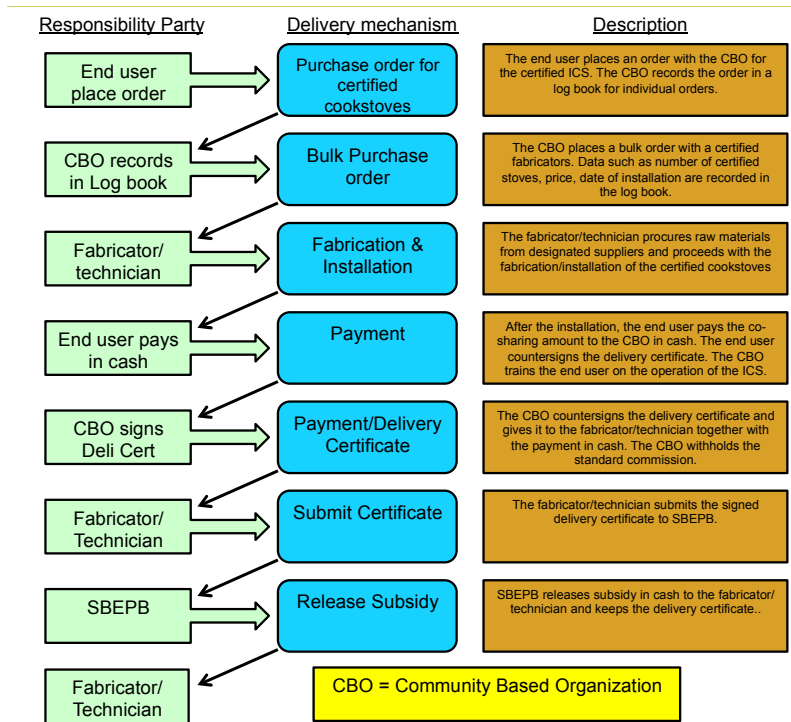 Responsibility Party
Delivery mechanism
Description
End user
place order
Purchase order for
certified
cookstoves
The end user places an order with the CBO for
the certified ICS. The CBO records the order in a
log book for individual orders.
CBO records
in Log book
Bulk Purchase
order
The CBO places a bulk order with a certified
fabricators. Data such as number of certified
stoves, price, date of installation are recorded in
the log book.
Fabricator/
technician
Fabrication &
Installation
The fabricator/technician procures raw materials
from designated suppliers and proceeds with the
fabrication/installation of the certified cookstoves
End user pays
in cash
Payment
After the installation, the end user pays the co-
sharing amount to the CBO in cash. The end user
countersigns the delivery certificate. The CBO
trains the end user on the operation of the ICS.
CBO signs
Deli Cert
Payment/Delivery
Certificate
The CBO countersigns the delivery certificate and
gives it to the fabricator/technician together with
the payment in cash. The CBO withholds the
standard commission.
Fabricator/
Technician
Submit Certificate
The fabricator/technician submits the signed
delivery certificate to SBEPB.
SBEPB
Release Subsidy
SBEPB releases subsidy in cash to the fabricator/
technician and keeps the delivery certificate..
Fabricator/
Technician
CBO = Community Based Organization